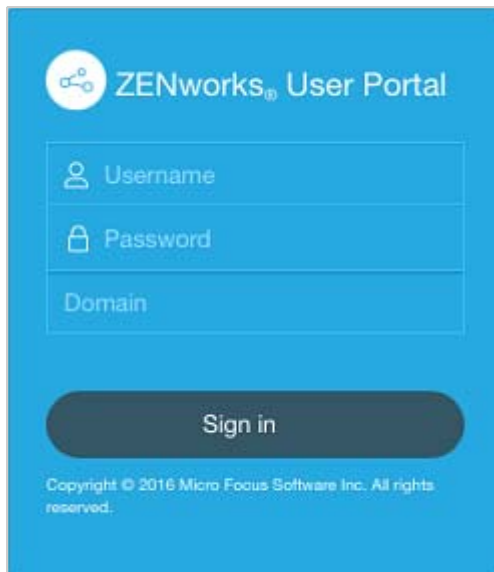 ZENworks® User Portal
Username
Password
Domain
Sign in
Copyright © 2016 Micro Focus Software Inc. All rights
reserved.